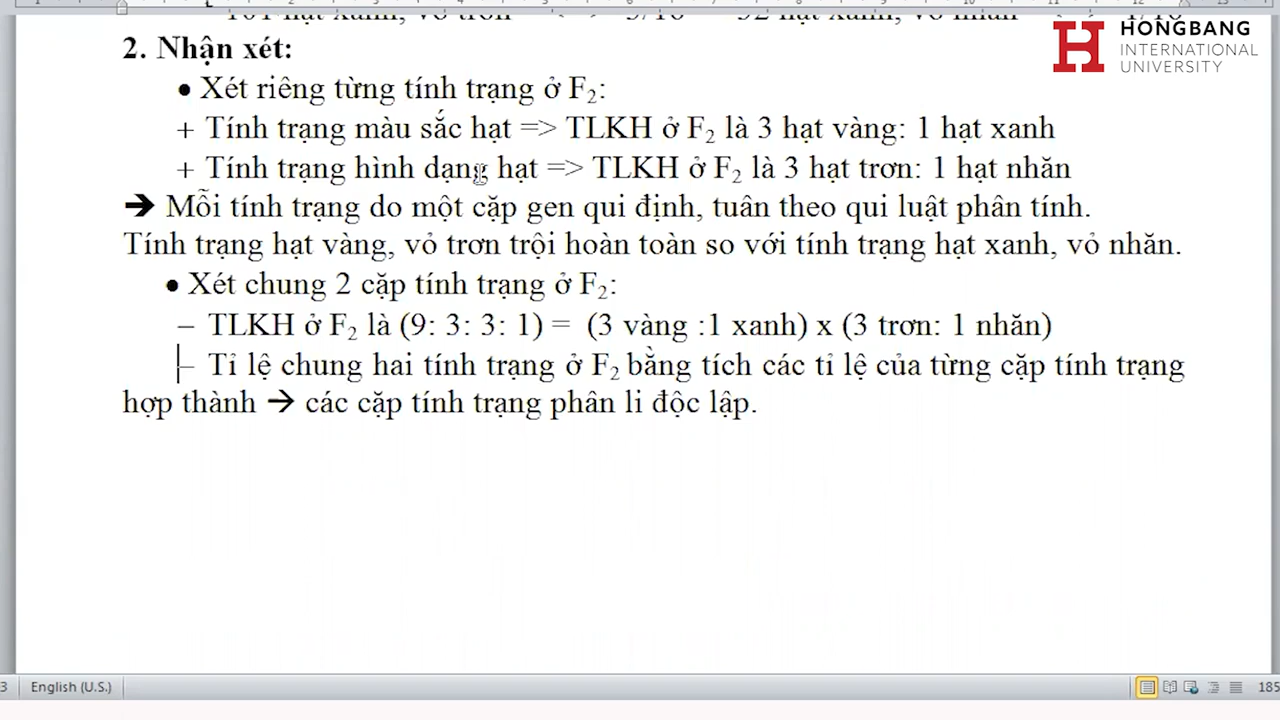 HONGBANG
INTERNATIONAL
UNIVERSITY
2. Nhận xét:
• Xét riêng từng tính trạng ở F₂:
+ Tính trạng màu sắc hạt => TLKH ở F₂ là 3 hạt vàng: 1 hạt xanh
+ Tính trạng hình dạng hạt => TLKH ở F₂ là 3 hạt trơn: 1 hạt nhăn
➔ Mỗi tính trạng do một cặp gen qui định, tuân theo qui luật phân tính.
Tính trạng hạt vàng, vỏ trơn trội hoàn toàn so với tính trạng hạt xanh, vỏ nhăn.
• Xét chung 2 cặp tính trạng ở F₂:
– TLKH ở F₂ là (9: 3: 3: 1) = (3 vàng :1 xanh) x (3 trơn: 1 nhăn)
– Tỉ lệ chung hai tính trạng ở F₂ bằng tích các tỉ lệ của từng cặp tính trạng
hợp thành ➔ các cặp tính trạng phân li độc lập.
3 English (U.S.) 185